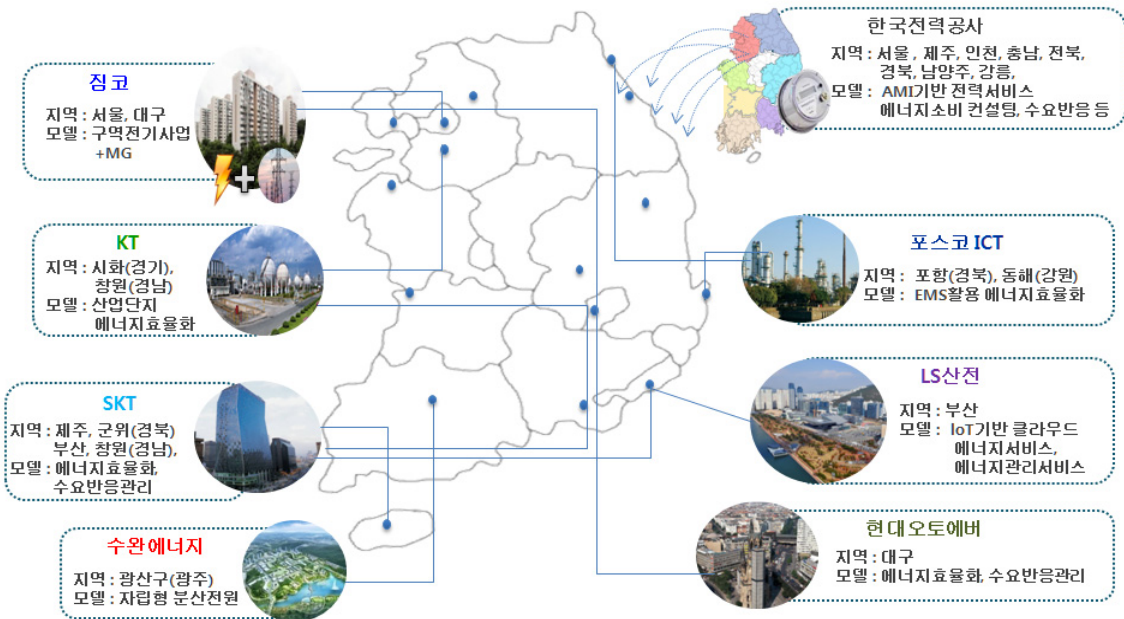 짐코
지역 : 서울, 대구
모델 : 구역전기사업
+MG
KT
지역 : 시화(경기),
창원(경남)
모델 : 산업단지
에너지효율화
SKT
지역 : 제주, 군위(경북)
부산, 창원(경남),
모델 : 에너지효율화,
수요반응관리
수완에너지
지역 : 광산구(광주)
모델 : 자립형 분산전원
한국전력공사
지역 : 서울 , 제주, 인천, 충남, 전북,
경북, 남양주, 강릉,
모델 : AMI기반 전력서비스
에너지소비 컨설팅, 수요반응 등
포스코 ICT
지역 : 포항(경북), 동해(강원)
모델 : EMS활용 에너지효율화
LS산전
지역 : 부산
모델 : IoT기반 클라우드
에너지서비스,
에너지관리서비스
현대오토에버
지역 : 대구
모델 : 에너지효율화, 수요반응관리